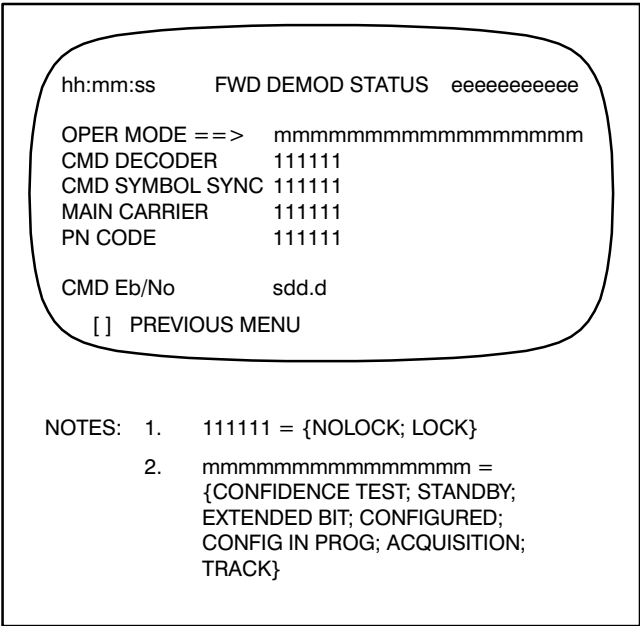 hh:mm:ss FWD DEMOD STATUS eeeeeeeeeee
OPER MODE ==> mmmmmmmmmmmmmmmmm
CMD DECODER 111111
CMD SYMBOL SYNC 111111
MAIN CARRIER 111111
PN CODE 111111
CMD Eb/No sdd.d
[ ] PREVIOUS MENU
NOTES: 1. 111111 = {NOLOCK; LOCK}
2. mmmmmmmmmmmmmmm =
{CONFIDENCE TEST; STANDBY;
EXTENDED BIT; CONFIGURED;
CONFIG IN PROG; ACQUISITION;
TRACK}